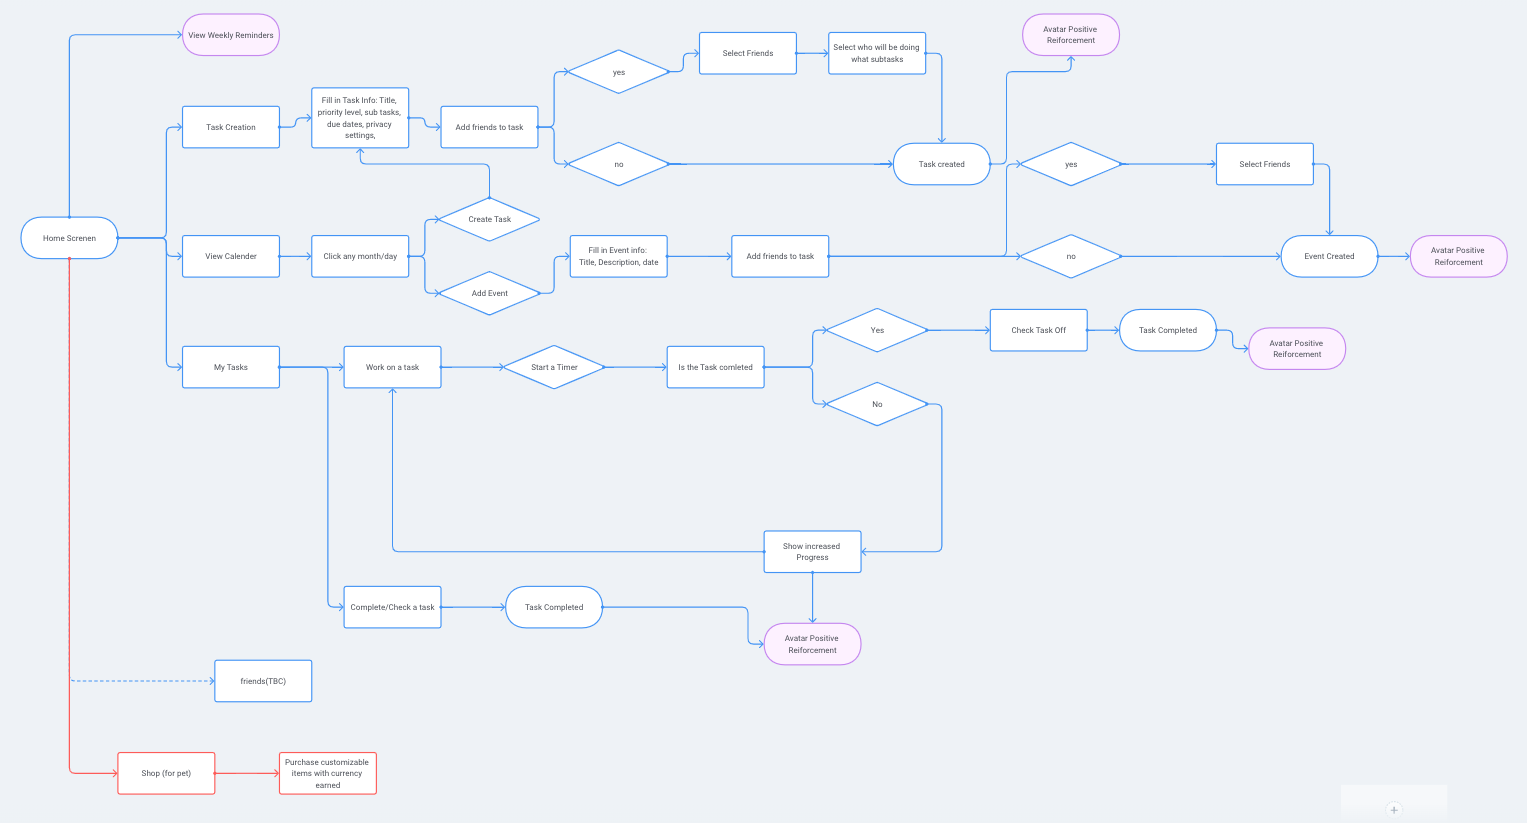 View Weekly Reminders
Avatar Positive
Reiforcement
yes
Select Friends
Select who will be doing
what subtasks
Task Creation
Fill in Task Info: Title,
priority level, sub tasks,
due dates, privacy
settings,
Add friends to task
no
Task created
yes
Select Friends
Home Screnen
Create Task
View Calender
Click any month/day
Add Event
Fill in Event info:
Title, Description, date
Add friends to task
no
Event Created
Avatar Positive
Reiforcement
My Tasks
Work on a task
Start a Timer
Is the Task comleted
Yes
Check Task Off
Task Completed
Avatar Positive
Reiforcement
No
Show increased
Progress
Complete/Check a task
Task Completed
Avatar Positive
Reiforcement
friends(TBC)
Shop (for pet)
Purchase customizable
items with currency
earned